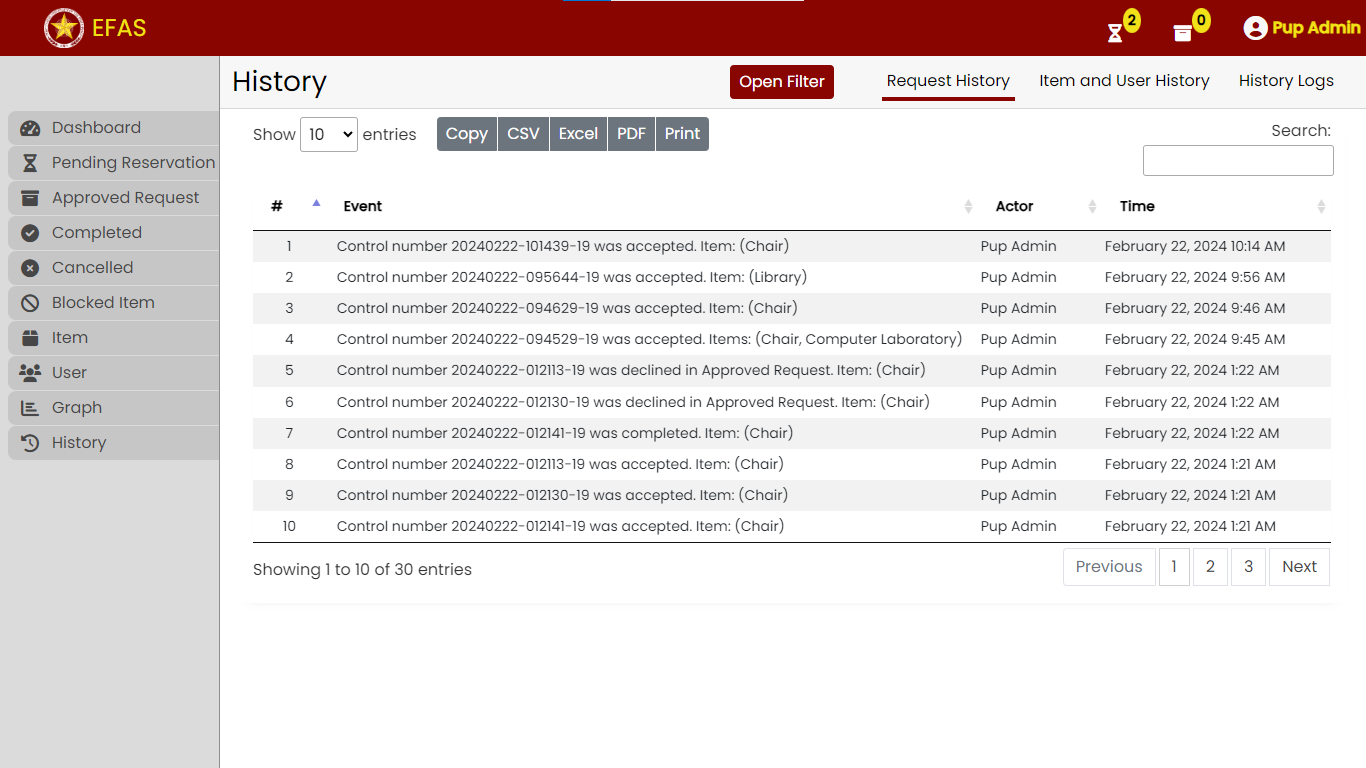 EFAS
2
0
Pup Admin
Dashboard
Pending Reservation
Approved Request
Completed
Cancelled
Blocked Item
Item
User
Graph
History
History
Open Filter
Request History
Item and User History
History Logs
Show 10 entries
Copy CSV Excel PDF Print
Search:
# Event Actor Time
1 Control number 20240222-101439-19 was accepted. Item: (Chair) Pup Admin February 22, 2024 10:14 AM
2 Control number 20240222-095644-19 was accepted. Item: (Library) Pup Admin February 22, 2024 9:56 AM
3 Control number 20240222-094629-19 was accepted. Item: (Chair) Pup Admin February 22, 2024 9:46 AM
4 Control number 20240222-094529-19 was accepted. Items: (Chair, Computer Laboratory) Pup Admin February 22, 2024 9:45 AM
5 Control number 20240222-012113-19 was declined in Approved Request. Item: (Chair) Pup Admin February 22, 2024 1:22 AM
6 Control number 20240222-012130-19 was declined in Approved Request. Item: (Chair) Pup Admin February 22, 2024 1:22 AM
7 Control number 20240222-012141-19 was completed. Item: (Chair) Pup Admin February 22, 2024 1:22 AM
8 Control number 20240222-012113-19 was accepted. Item: (Chair) Pup Admin February 22, 2024 1:21 AM
9 Control number 20240222-012130-19 was accepted. Item: (Chair) Pup Admin February 22, 2024 1:21 AM
10 Control number 20240222-012141-19 was accepted. Item: (Chair) Pup Admin February 22, 2024 1:21 AM
Showing 1 to 10 of 30 entries
Previous 1 2 3 Next